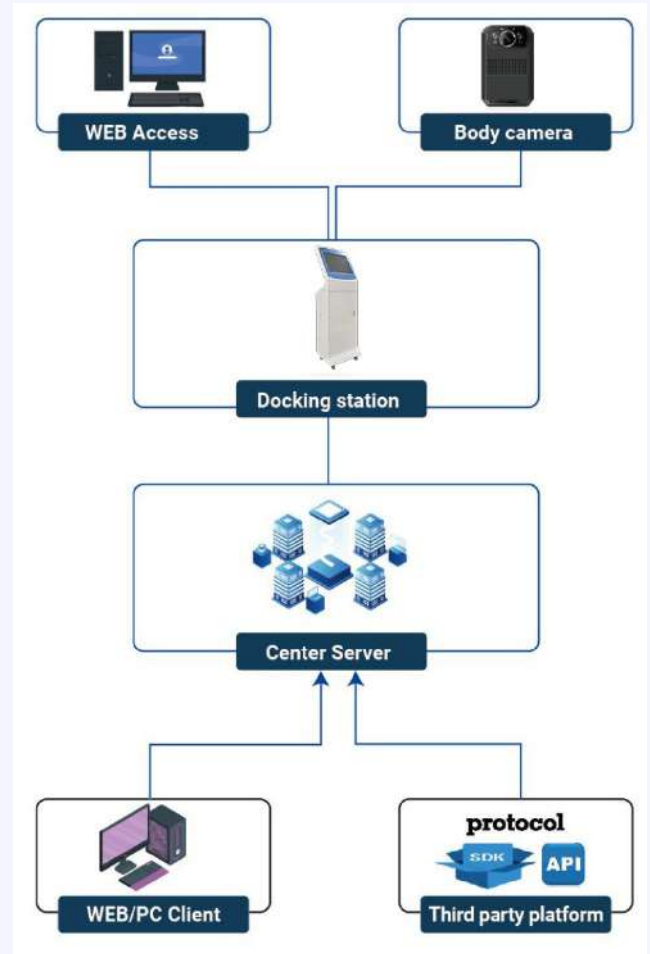 WEB Access
Body camera
Docking station
Center Server
protocol
SDK
API
WEB/PC Client
Third party platform